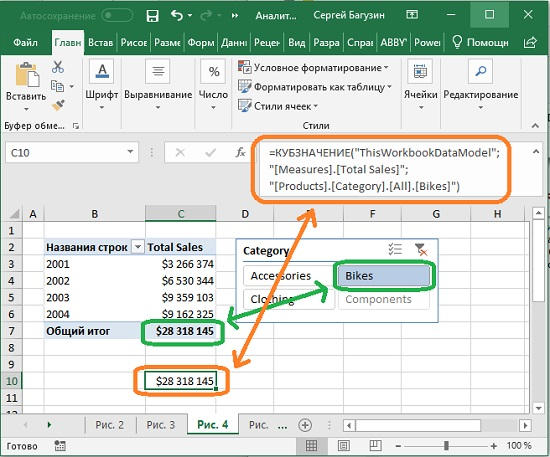 Автосохранение Аналит... Сергей Багузин
Файл Главн Встав Рисов Разме Форм Данн Рецен Вид Разра Справ ABBY Power Помощн
Вставить Шрифт Выравнивание Число Условное форматирование Форматировать как таблицу Стили ячеек Ячейки Редактирование
Буфер обме... Стили
C10 fx =КУБЗНАЧЕНИЕ("ThisWorkbookDataModel";
"[Measures].[Total Sales]";
"[Products].[Category].[All].[Bikes]")
A B C D E F G H
1
2 Названия строк Total Sales Category
3 2001 $3 266 374 Accessories Bikes
4 2002 $6 530 344 Clothing Components
5 2003 $9 359 103
6 2004 $9 162 325
7 Общий итог $28 318 145
8
9
10 $28 318 145
11
Рис. 2 Рис. 3 Рис. 4 Рис. ...
Готово 100 %